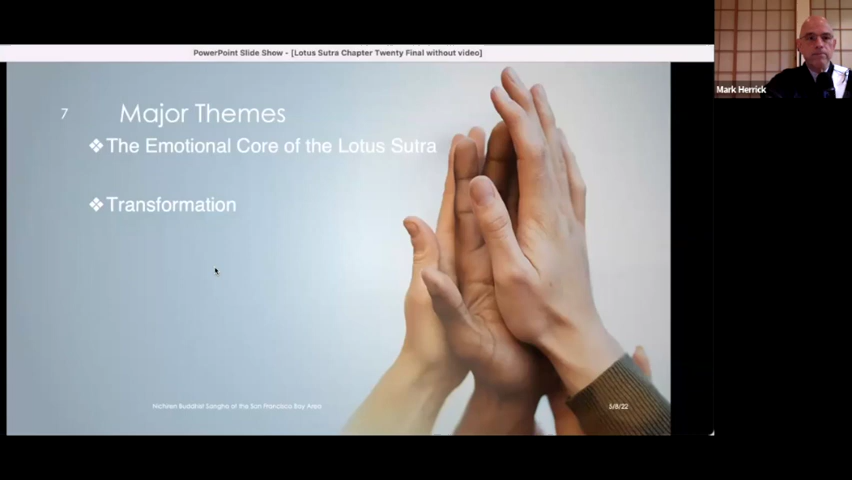 PowerPoint Slide Show - [Lotus Sutra Chapter Twenty Final without video]
Mark Herrick
7
Major Themes
❖The Emotional Core of the Lotus Sutra
❖Transformation
Nichiren Buddhist Sangha of the San Francisco Bay Area
5/8/22